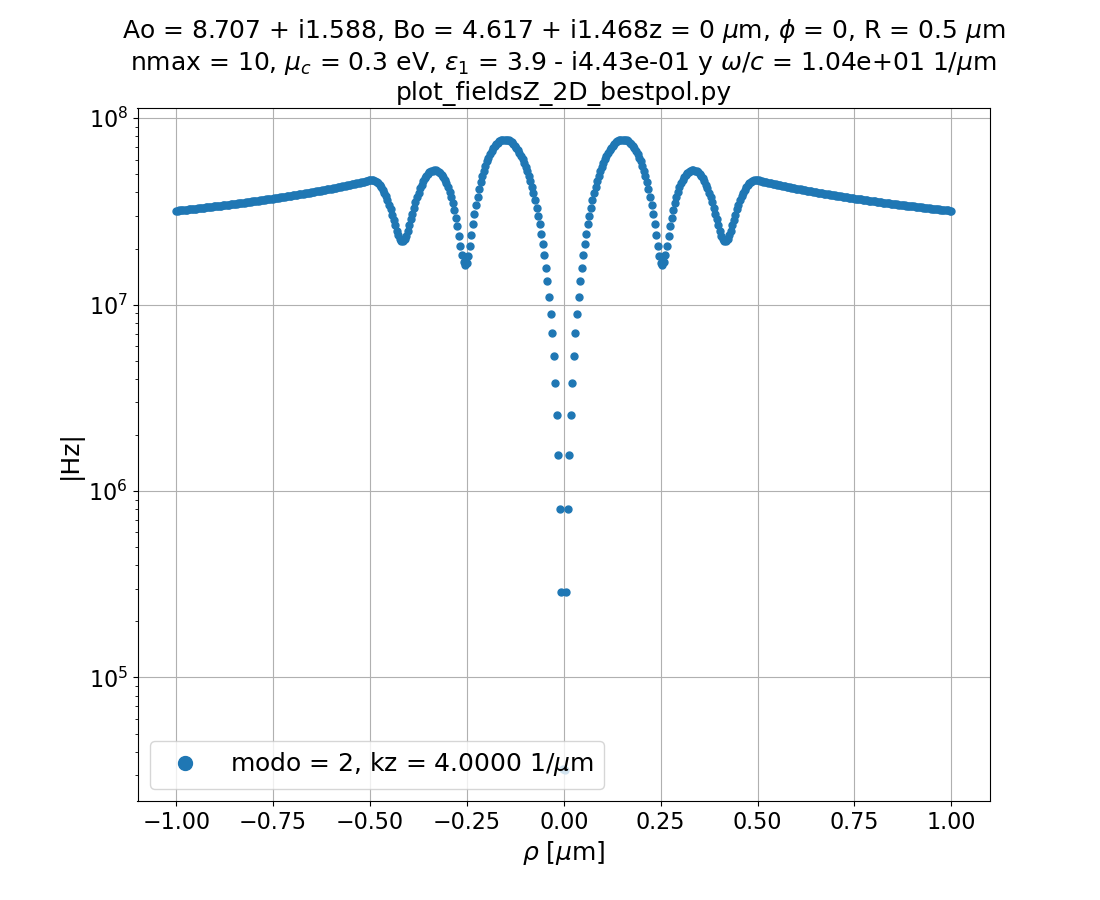 Ao = 8.707 + i1.588, Bo = 4.617 + i1.468z = 0 μm, ϕ = 0, R = 0.5 μm
nmax = 10, μ_c = 0.3 eV, ε_1 = 3.9 - i4.43e-01 y ω/c = 1.04e+01 1/μm
plot_fieldsZ_2D_bestpol.py
10^8
10^7
10^6
10^5
|Hz|
modo = 2, kz = 4.0000 1/μm
−1.00 −0.75 −0.50 −0.25 0.00 0.25 0.50 0.75 1.00
ρ [μm]